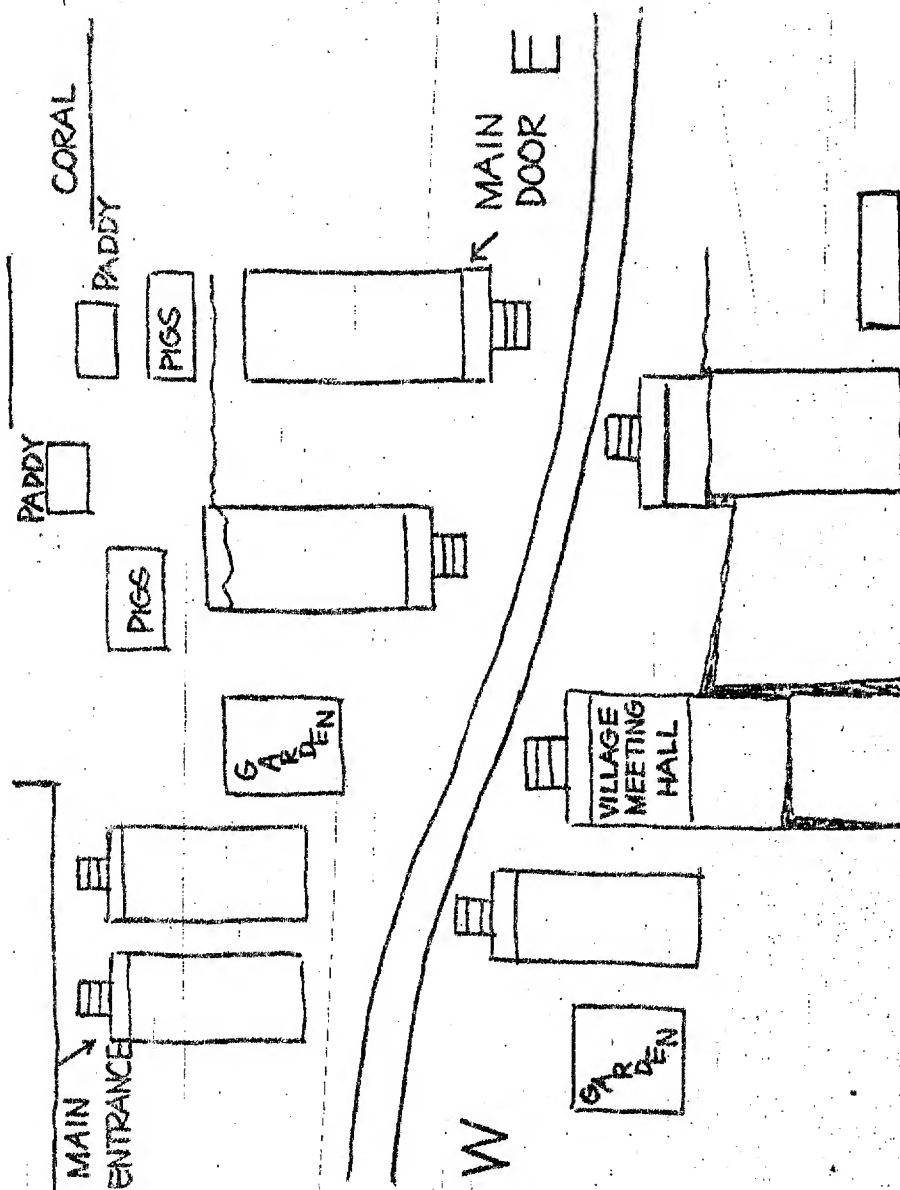 CORAL
PADDY
PIGS
PADDY
PIGS
MAIN
DOOR
E
GARDEN
VILLAGE
MEETING
HALL
MAIN
ENTRANCE
W
GARDEN